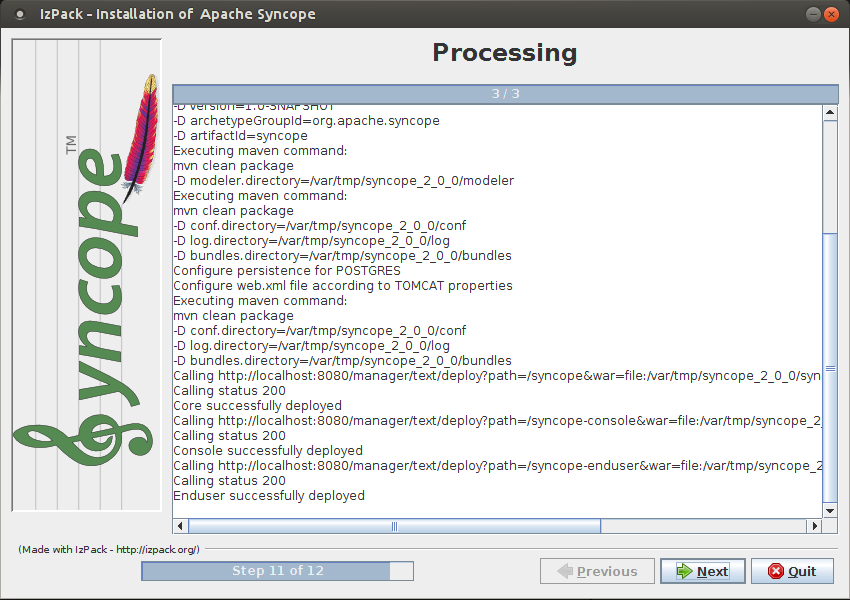 IzPack - Installation of Apache Syncope
Processing
3 / 3
-D version=1.0-SNAPSHOT
-D archetypeGroupId=org.apache.syncope
-D artifactId=syncope
Executing maven command:
mvn clean package
-D modeler.directory=/var/tmp/syncope_2_0_0/modeler
Executing maven command:
mvn clean package
-D conf.directory=/var/tmp/syncope_2_0_0/conf
-D log.directory=/var/tmp/syncope_2_0_0/log
-D bundles.directory=/var/tmp/syncope_2_0_0/bundles
Configure persistence for POSTGRES
Configure web.xml file according to TOMCAT properties
Executing maven command:
mvn clean package
-D conf.directory=/var/tmp/syncope_2_0_0/conf
-D log.directory=/var/tmp/syncope_2_0_0/log
-D bundles.directory=/var/tmp/syncope_2_0_0/bundles
Calling http://localhost:8080/manager/text/deploy?path=/syncope&war=file:/var/tmp/syncope_2_0_0/syn
Calling status 200
Core successfully deployed
Calling http://localhost:8080/manager/text/deploy?path=/syncope-console&war=file:/var/tmp/syncope_2_
Calling status 200
Console successfully deployed
Calling http://localhost:8080/manager/text/deploy?path=/syncope-enduser&war=file:/var/tmp/syncope_2
Calling status 200
Enduser successfully deployed
Syncope TM
(Made with IzPack - http://izpack.org/)
Step 11 of 12
Previous
Next
Quit